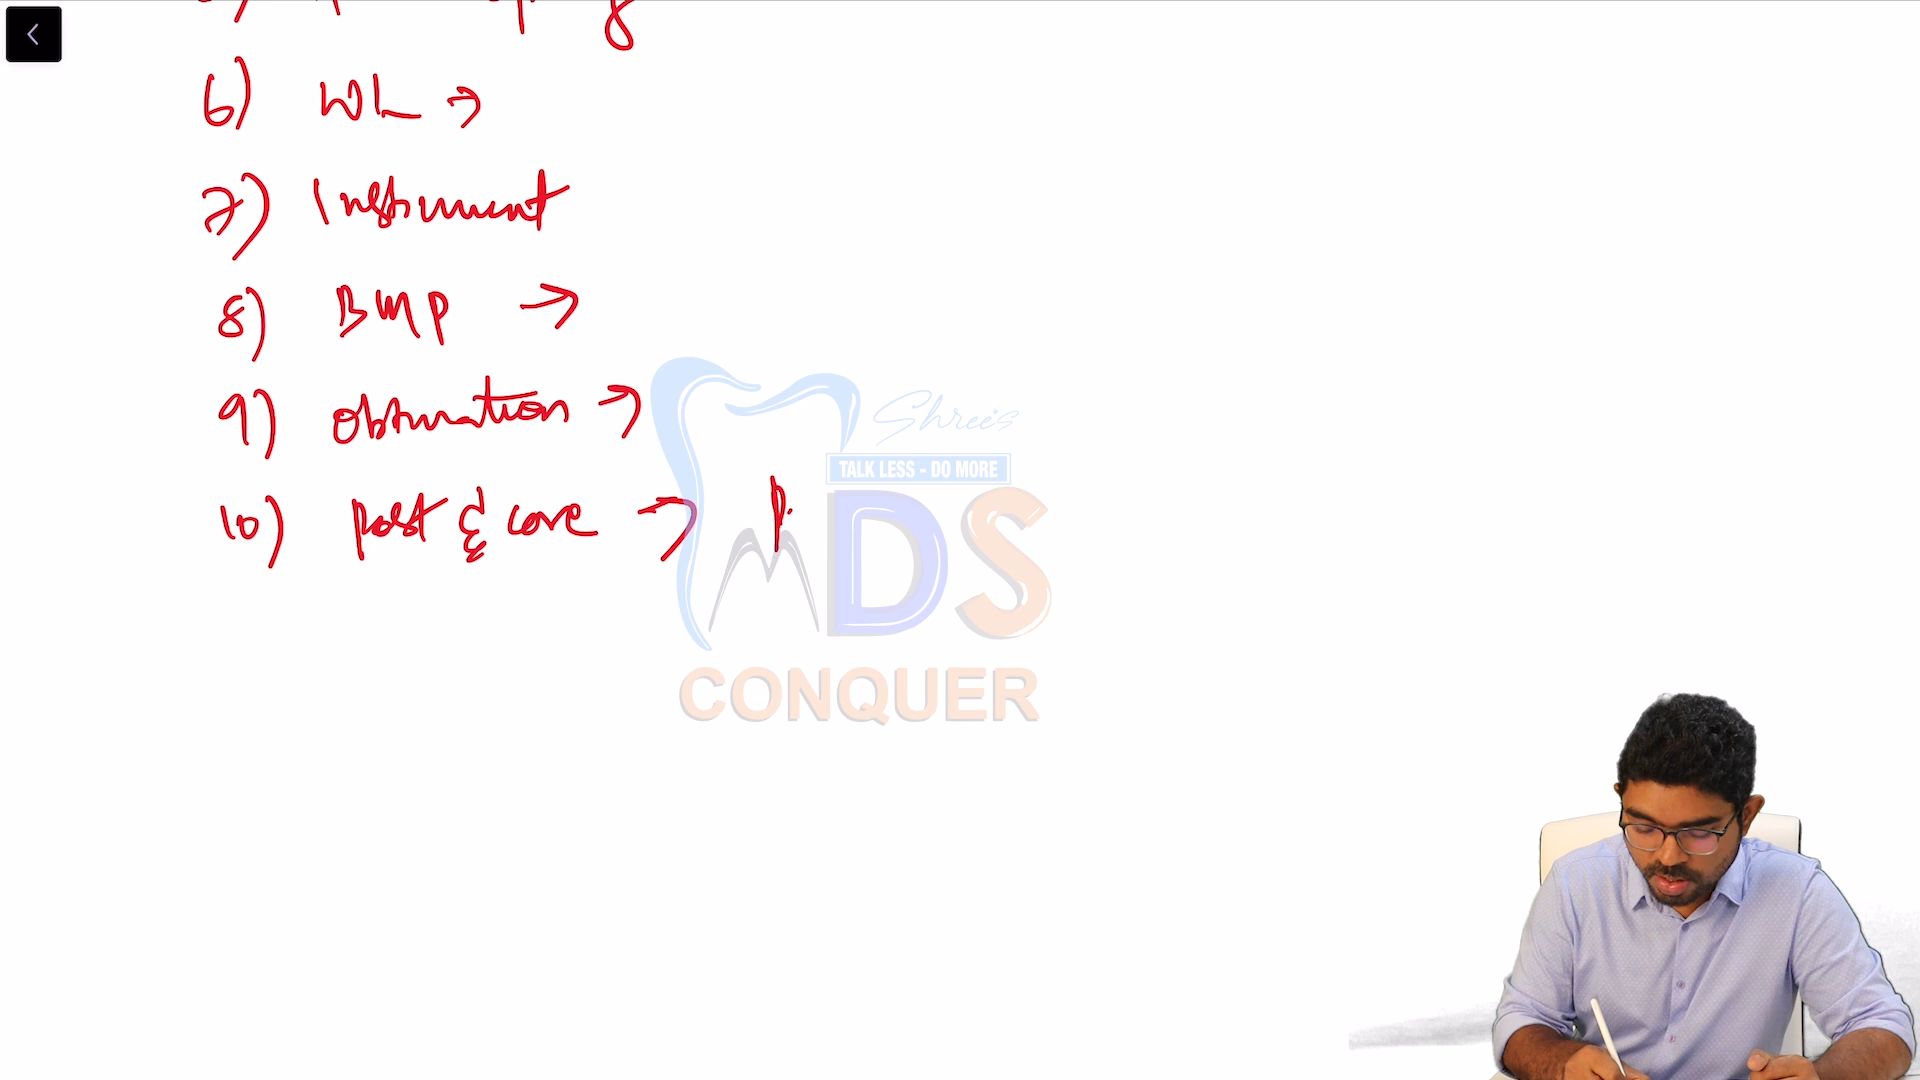 6) WL →
7) Instrument
8) BMP →
9) Obturation →
10) Post & core → P.
Shree's
TALK LESS - DO MORE
MDS
CONQUER